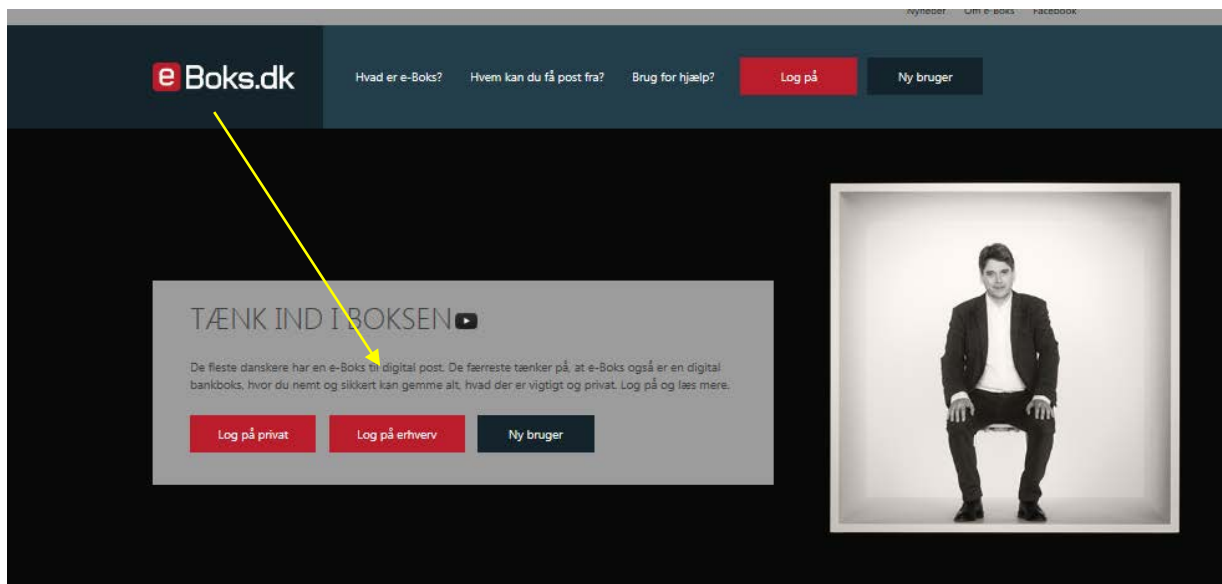 Nyheder Om e-Boks Facebook
e Boks.dk
Hvad er e-Boks? Hvem kan du få post fra? Brug for hjælp? Log på Ny bruger
TÆNK IND I BOKSEN
De fleste danskere har en e-Boks til digital post. De færreste tænker på, at e-Boks også er en digital
bankboks, hvor du nemt og sikkert kan gemme alt, hvad der er vigtigt og privat. Log på og læs mere.
Log på privat Log på erhverv Ny bruger